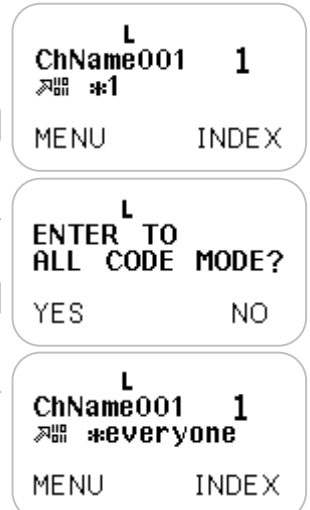 L
ChName001 1
*1
MENU INDEX
L
ENTER TO
ALL CODE MODE?
YES NO
L
ChName001 1
*everyone
MENU INDEX